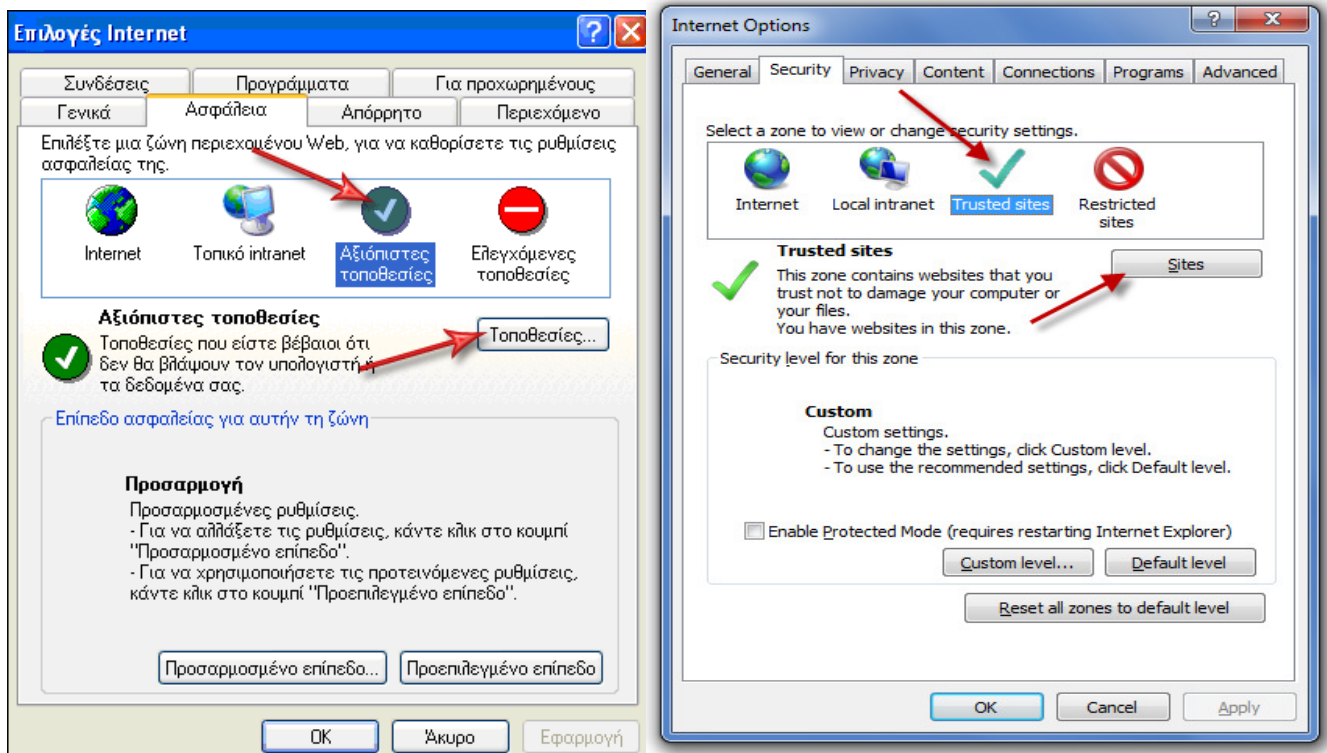 Επιλογές Internet
Συνδέσεις Προγράμματα Για προχωρημένους
Γενικά Ασφάλεια Απόρρητο Περιεχόμενο
Επιλέξτε μια ζώνη περιεχομένου Web, για να καθορίσετε τις ρυθμίσεις
ασφαλείας της.
Internet Τοπικό intranet Αξιόπιστες Ελεγχόμενες
τοποθεσίες τοποθεσίες
Αξιόπιστες τοποθεσίες
Τοποθεσίες που είστε βέβαιοι ότι
δεν θα βλάψουν τον υπολογιστή ή
τα δεδομένα σας.
Τοποθεσίες...
Επίπεδο ασφαλείας για αυτήν τη ζώνη
Προσαρμογή
Προσαρμοσμένες ρυθμίσεις.
- Για να αλλάξετε τις ρυθμίσεις, κάντε κλικ στο κουμπί
"Προσαρμοσμένο επίπεδο".
- Για να χρησιμοποιήσετε τις προτεινόμενες ρυθμίσεις,
κάντε κλικ στο κουμπί "Προεπιλεγμένο επίπεδο".
Προσαρμοσμένο επίπεδο... Προεπιλεγμένο επίπεδο
OK Άκυρο Εφαρμογή
Internet Options
General Security Privacy Content Connections Programs Advanced
Select a zone to view or change security settings.
Internet Local intranet Trusted sites Restricted
sites
Trusted sites
This zone contains websites that you
trust not to damage your computer or
your files.
You have websites in this zone.
Sites
Security level for this zone
Custom
Custom settings.
- To change the settings, click Custom level.
- To use the recommended settings, click Default level.
Enable Protected Mode (requires restarting Internet Explorer)
Custom level... Default level
Reset all zones to default level
OK Cancel Apply